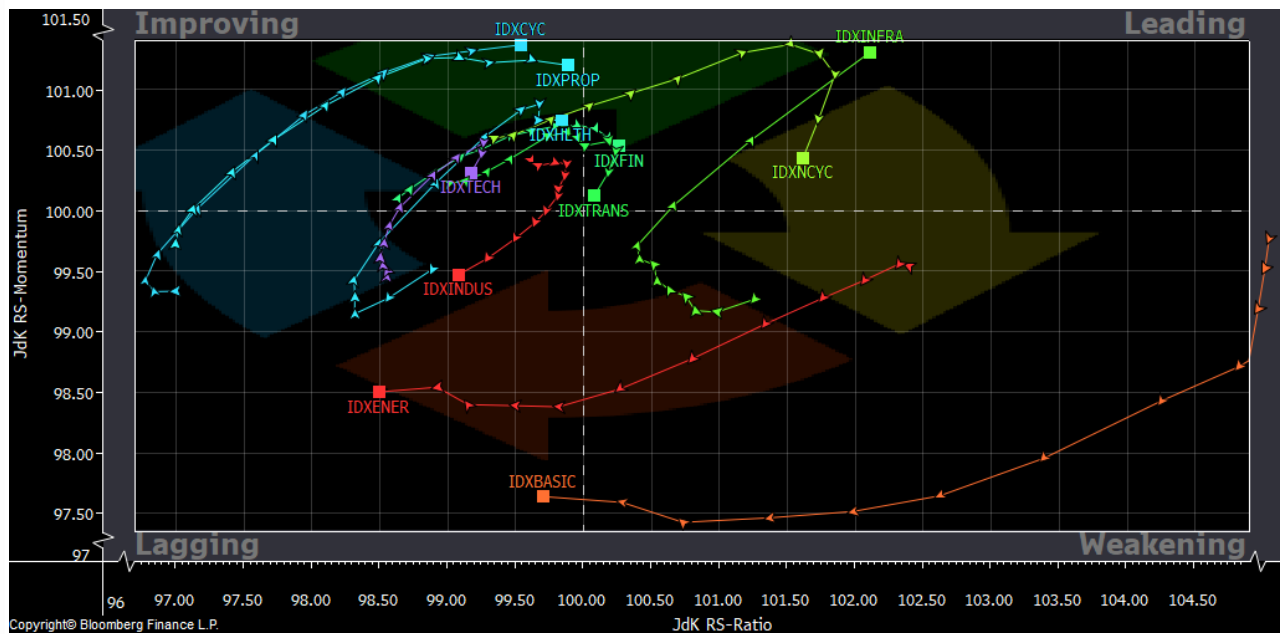 101.50
Improving
Leading
IDXCYC
IDXINFRA
IDXPROP
101.00
IDXHLTH
100.50
IDXFIN
IDXNCYC
IDXTECH
IDXTRANS
100.00
JdK RS-Momentum
99.50
IDXINDUS
99.00
98.50
IDXENER
98.00
IDXBASIC
97.50
97
Lagging
Weakening
96
97.00 97.50 98.00 98.50 99.00 99.50 100.00 100.50 101.00 101.50 102.00 102.50 103.00 103.50 104.00 104.50
Copyright© Bloomberg Finance L.P.
JdK RS-Ratio